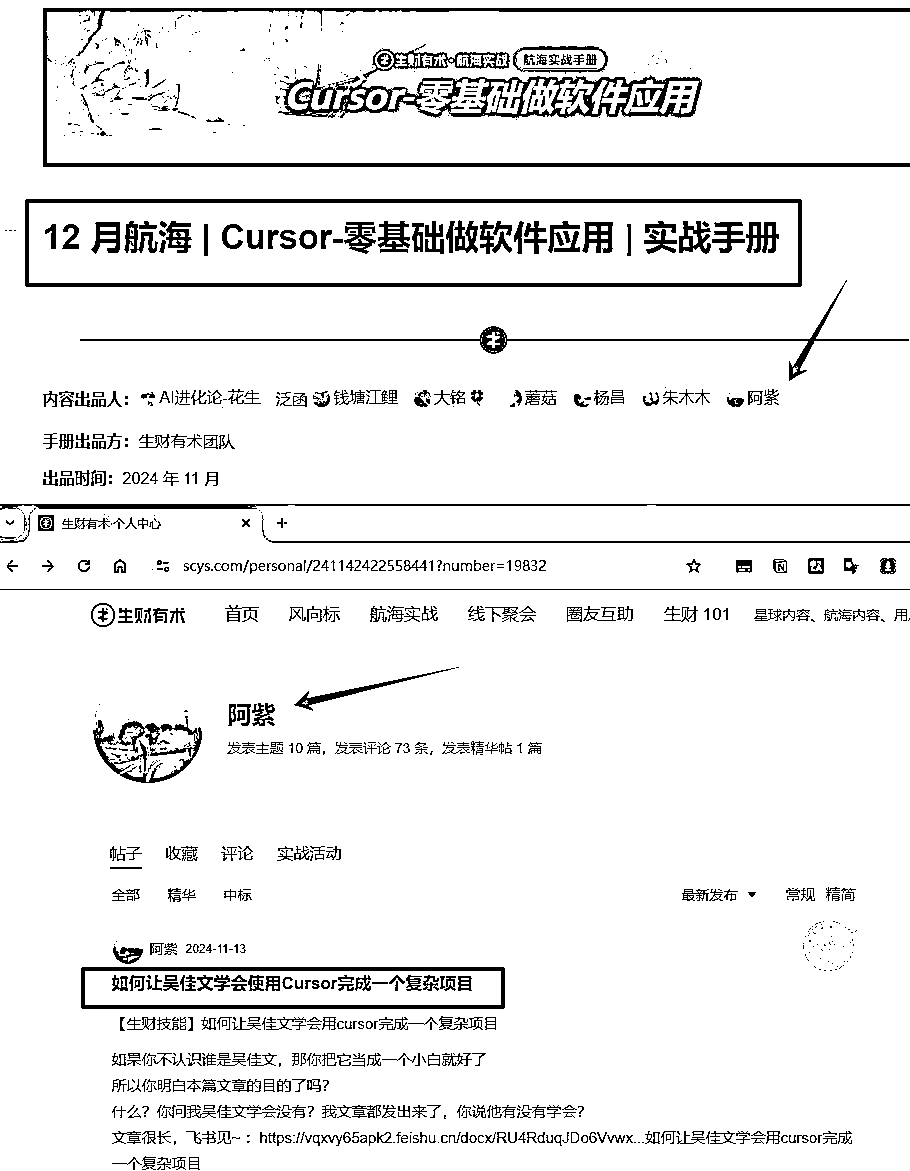 生财有术·航海实战 航海实战手册
Cursor-零基础做软件应用
12 月航海 | Cursor-零基础做软件应用 | 实战手册
内容出品人： AI进化论-花生 泛函 钱塘江鲤 大铭 蘑菇 杨昌 朱木木 阿紫
手册出品方： 生财有术团队
出品时间： 2024 年 11 月
生财有术·个人中心
scys.com/personal/241142422558441?number=19832
生财有术 首页 风向标 航海实战 线下聚会 圈友互助 生财 101 星球内容、航海内容、用
阿紫
发表主题 10 篇，发表评论 73 条，发表精华帖 1 篇
帖子 收藏 评论 实战活动
全部 精华 中标 最新发布 常规 精简
阿紫 2024-11-13
如何让吴佳文学会使用Cursor完成一个复杂项目
【生财技能】如何让吴佳文学会用cursor完成一个复杂项目
如果你不认识谁是吴佳文，那你把它当成一个小白就好了
所以你明白本篇文章的目的了吗？
什么？你问我吴佳文学会没有？我文章都发出来了，你说他有没有学会？
文章很长，飞书见~ ：https://vqxvy65apk2.feishu.cn/docx/RU4RduqJDo6Vvwx...如何让吴佳文学会用cursor完成
一个复杂项目